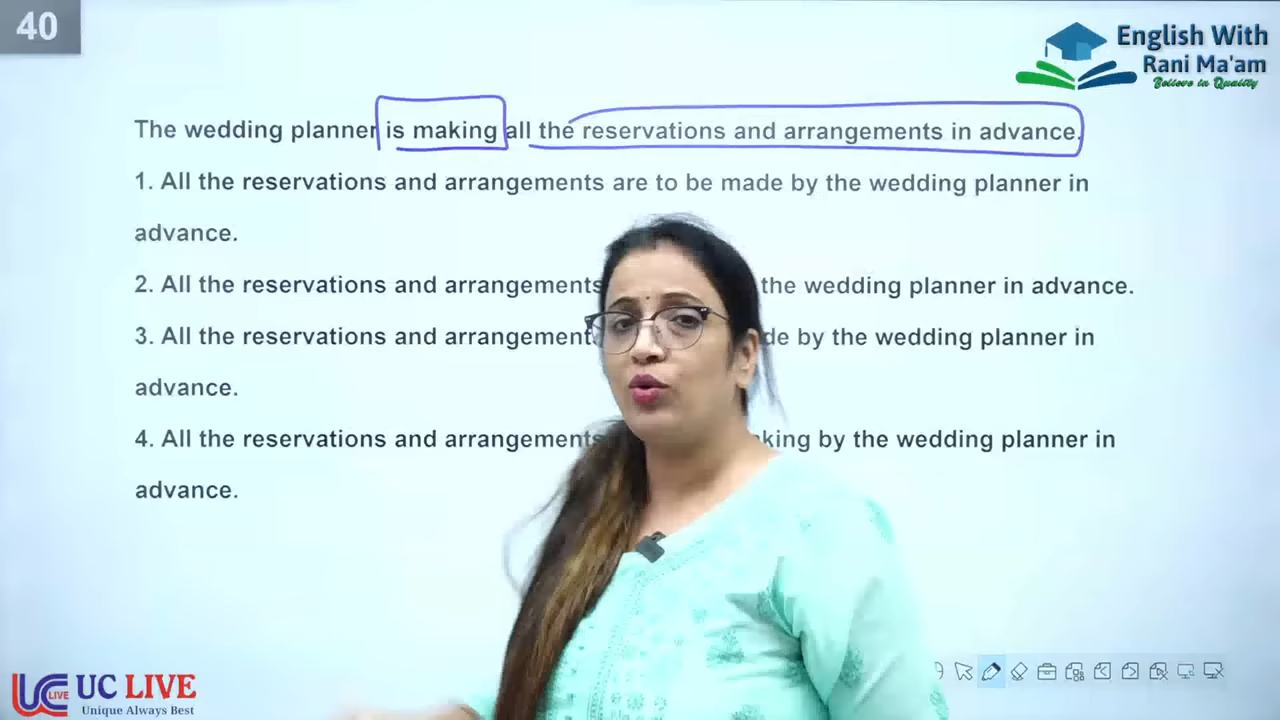 40
English With
Rani Ma'am
Believe in Quality
The wedding planner is making all the reservations and arrangements in advance.
1. All the reservations and arrangements are to be made by the wedding planner in
advance.
2. All the reservations and arrangements the wedding planner in advance.
3. All the reservations and by the wedding planner in
advance.
4. All the reservations and arrangements by the wedding planner in
advance.
UC LIVE
LIVE
Unique Always Best